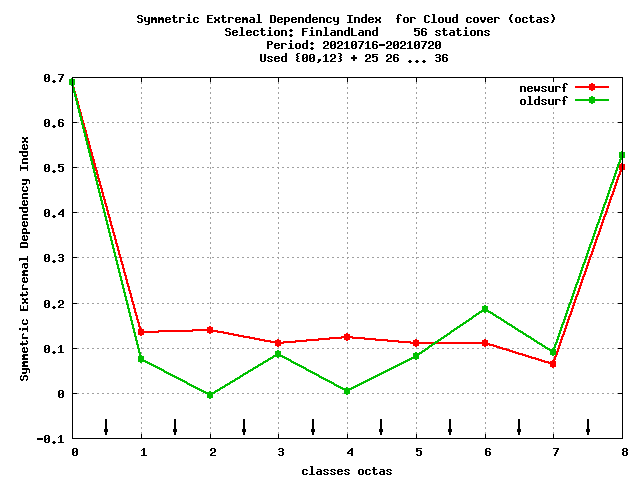 Symmetric Extremal Dependency Index  for Cloud cover (octas)
Selection: FinlandLand     56 stations
Period: 20210716-20210720
Used {00,12} + 25 26 ... 36
newsurf
oldsurf
Symmetric Extremal Dependency Index
0.7
0.6
0.5
0.4
0.3
0.2
0.1
0
-0.1
0 1 2 3 4 5 6 7 8
classes octas